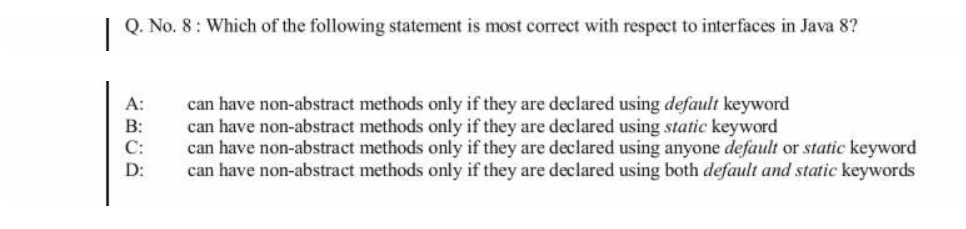 Q. No. 8 : Which of the following statement is most correct with respect to interfaces in Java 8?
A: can have non-abstract methods only if they are declared using default keyword
B: can have non-abstract methods only if they are declared using static keyword
C: can have non-abstract methods only if they are declared using anyone default or static keyword
D: can have non-abstract methods only if they are declared using both default and static keywords